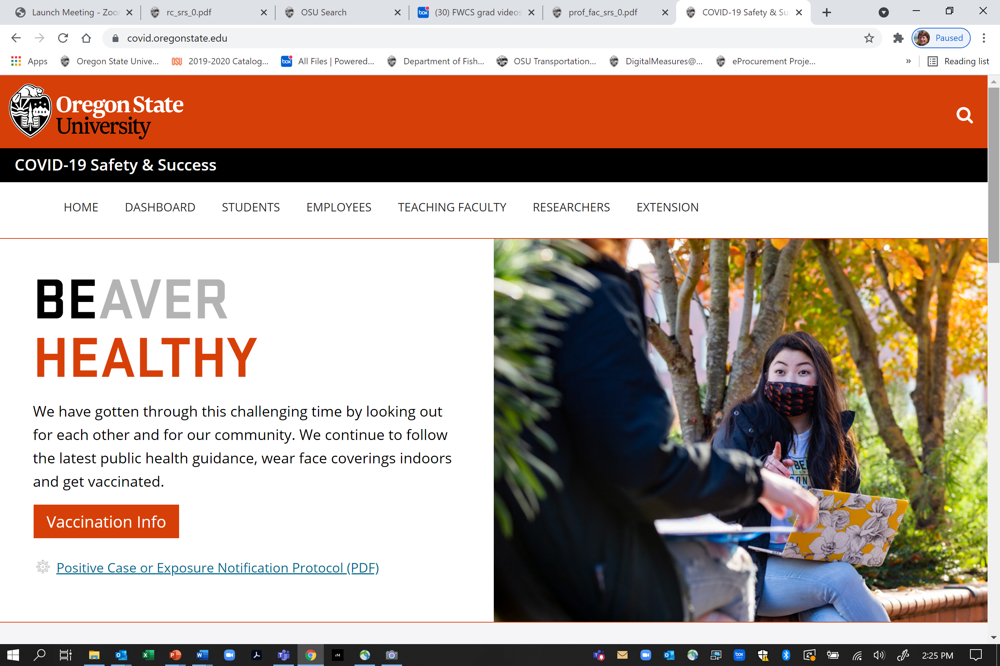 Launch Meeting - Zoo
rc_srs_0.pdf
OSU Search
(30) FWCS grad videos
prof_fac_srs_0.pdf
COVID-19 Safety & Su
covid.oregonstate.edu
Paused
Apps
Oregon State Unive...
OSU
2019-2020 Catalog...
box
All Files | Powered...
Department of Fish...
OSU Transportation...
DigitalMeasures@...
eProcurement Proje...
»
Reading list
1868
Oregon State
University
COVID-19 Safety & Success
HOME
DASHBOARD
STUDENTS
EMPLOYEES
TEACHING FACULTY
RESEARCHERS
EXTENSION
BEAVER
HEALTHY
We have gotten through this challenging time by looking out
for each other and for our community. We continue to follow
the latest public health guidance, wear face coverings indoors
and get vaccinated.
Vaccination Info
Positive Case or Exposure Notification Protocol (PDF)
2:25 PM